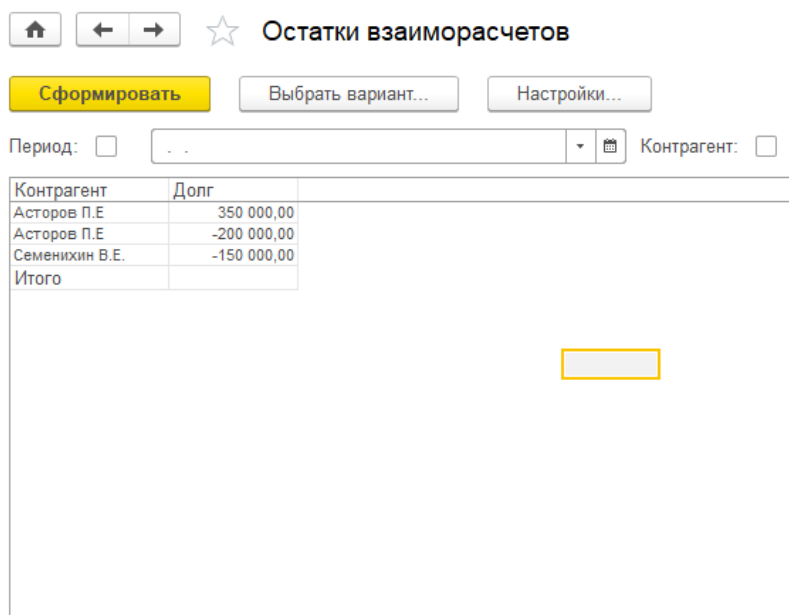 Остатки взаиморасчетов
Сформировать Выбрать вариант... Настройки...
Период: . . Контрагент:
Контрагент Долг
Асторов П.Е 350 000,00
Асторов П.Е -200 000,00
Семенихин В.Е. -150 000,00
Итого